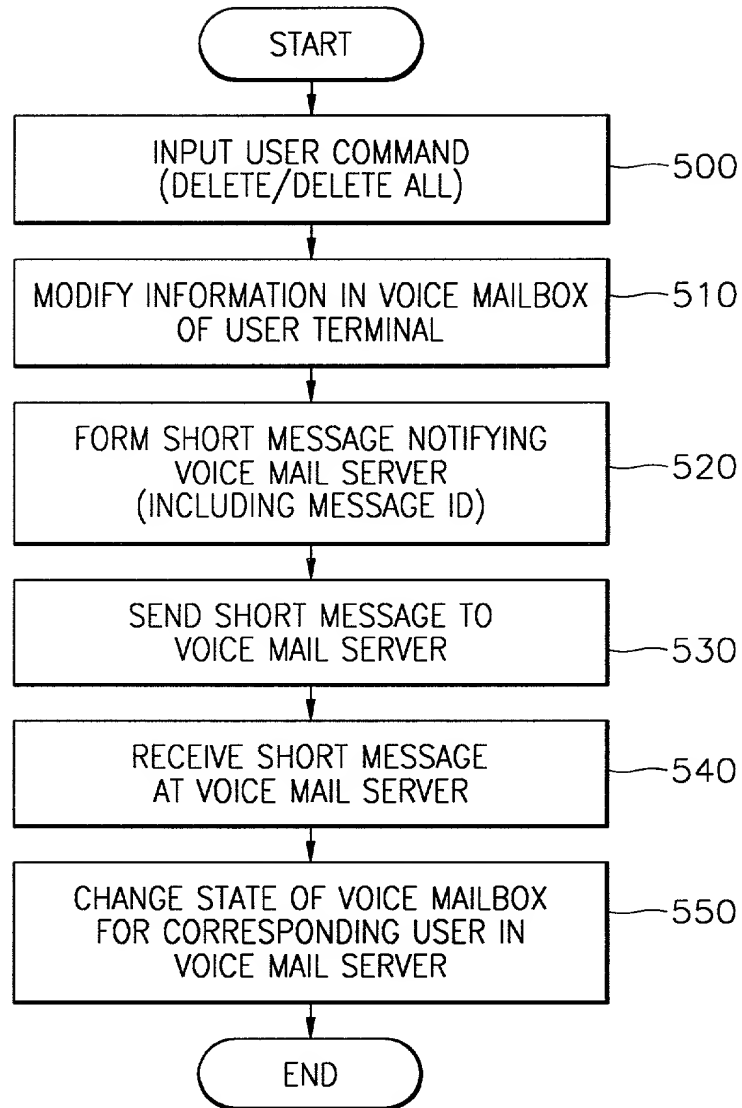 START
INPUT USER COMMAND
(DELETE/DELETE ALL)
500
MODIFY INFORMATION IN VOICE MAILBOX
OF USER TERMINAL
510
FORM SHORT MESSAGE NOTIFYING
VOICE MAIL SERVER
(INCLUDING MESSAGE ID)
520
SEND SHORT MESSAGE TO
VOICE MAIL SERVER
530
RECEIVE SHORT MESSAGE
AT VOICE MAIL SERVER
540
CHANGE STATE OF VOICE MAILBOX
FOR CORRESPONDING USER IN
VOICE MAIL SERVER
550
END